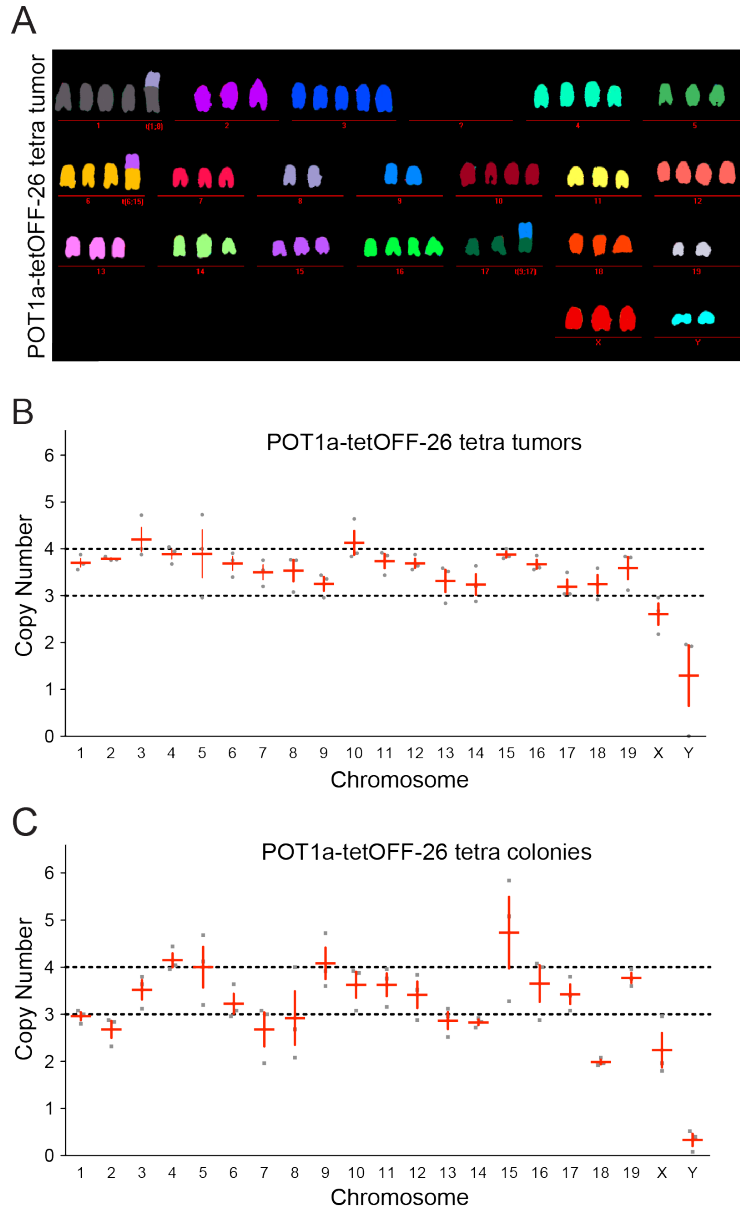 A
POT1a-tetOFF-26 tetra tumor
1 t(1;8) 2 3 ? 4 5
6 t(6;15) 7 8 9 10 11 12
13 14 15 16 17 t(9;17) 18 19
X Y
B
POT1a-tetOFF-26 tetra tumors
Copy Number
6
5
4
3
2
1
0
1 2 3 4 5 6 7 8 9 10 11 12 13 14 15 16 17 18 19 X Y
Chromosome
C
POT1a-tetOFF-26 tetra colonies
Copy Number
6
5
4
3
2
1
0
1 2 3 4 5 6 7 8 9 10 11 12 13 14 15 16 17 18 19 X Y
Chromosome